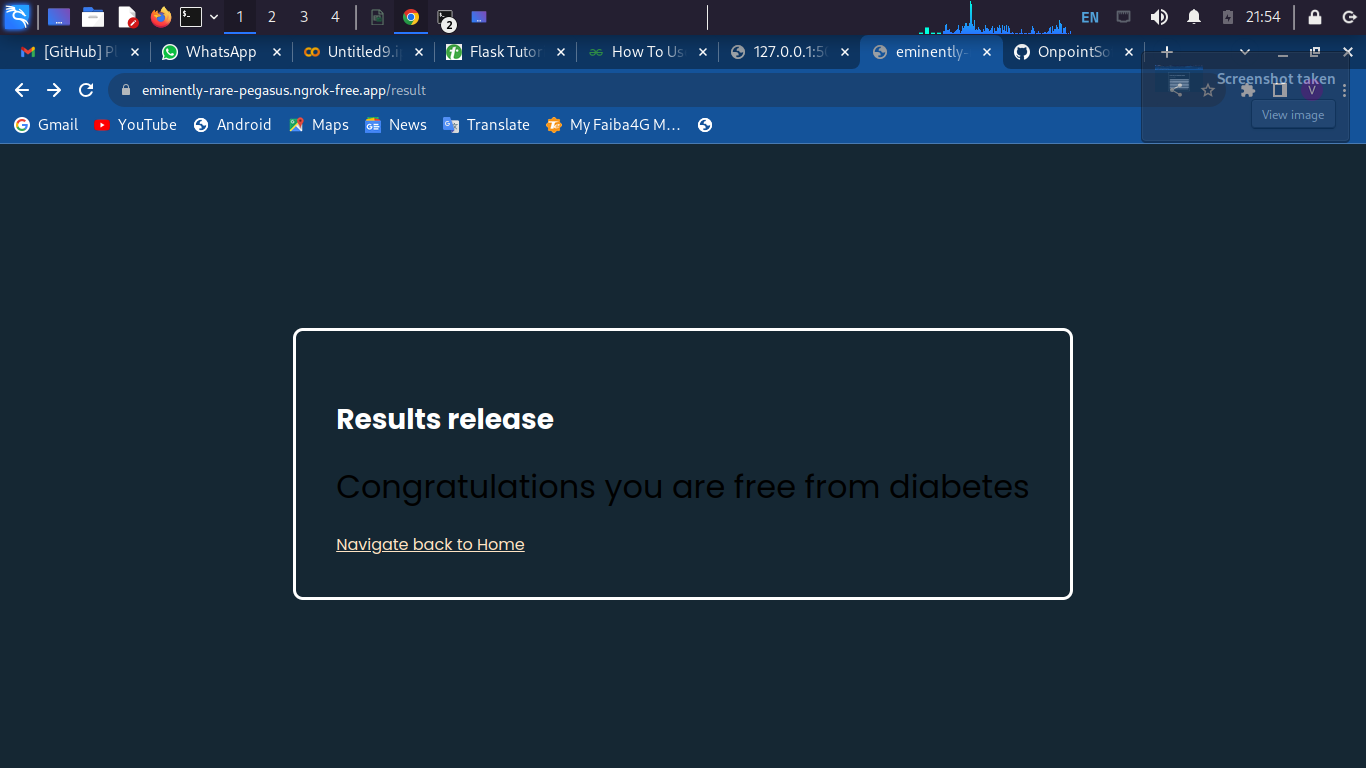 1 2 3 4 2 EN 21:54
[GitHub] Pl WhatsApp Untitled9.i Flask Tutor How To Us 127.0.0.1:50 eminently- OnpointSo
Screenshot taken
eminently-rare-pegasus.ngrok-free.app/result V
View image
Gmail YouTube Android Maps News Translate My Faiba4G M...
Results release
Congratulations you are free from diabetes
Navigate back to Home